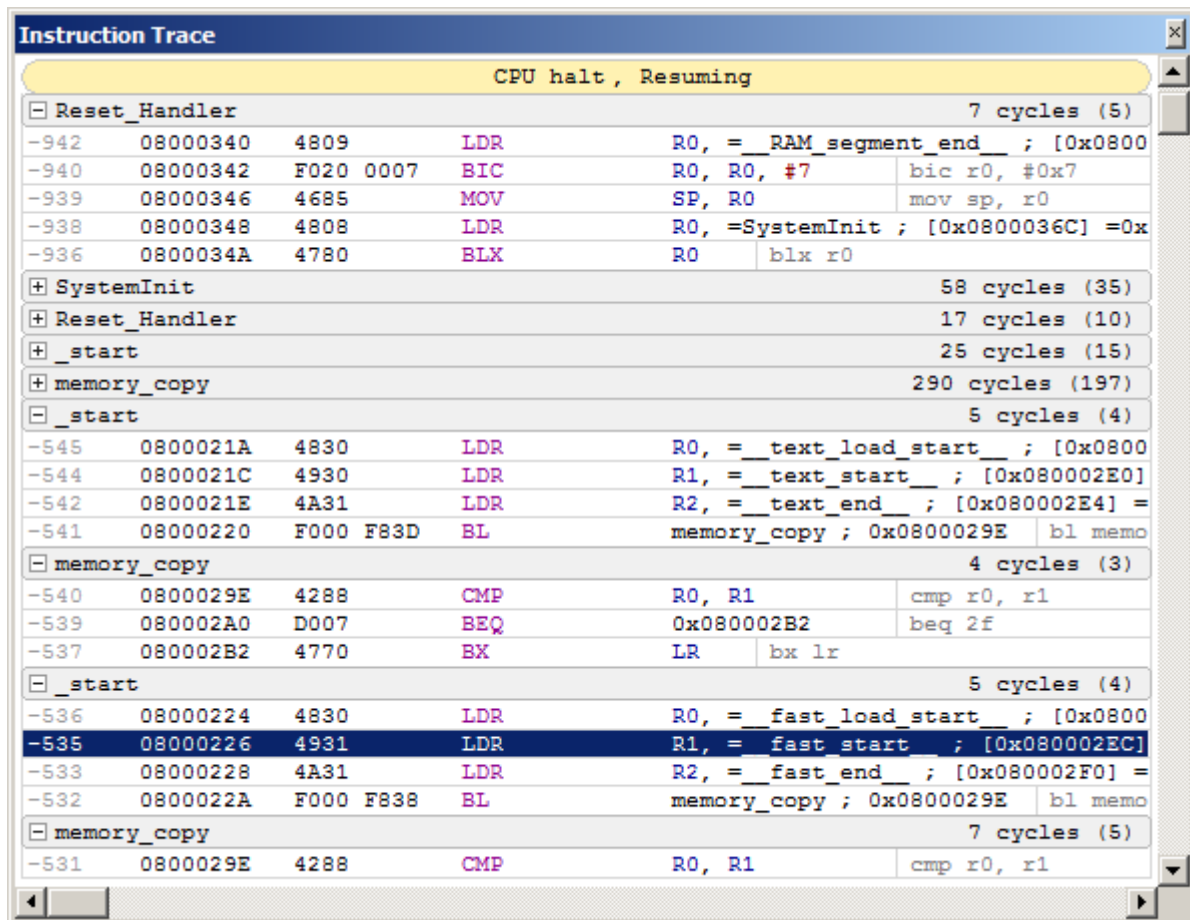 Instruction Trace
CPU halt , Resuming
Reset_Handler 7 cycles (5)
-942 08000340 4809 LDR R0, =__RAM_segment_end__ ; [0x0800
-940 08000342 F020 0007 BIC R0, R0, #7 bic r0, #0x7
-939 08000346 4685 MOV SP, R0 mov sp, r0
-938 08000348 4808 LDR R0, =SystemInit ; [0x0800036C] =0x
-936 0800034A 4780 BLX R0 blx r0
SystemInit 58 cycles (35)
Reset_Handler 17 cycles (10)
_start 25 cycles (15)
memory_copy 290 cycles (197)
_start 5 cycles (4)
-545 0800021A 4830 LDR R0, =__text_load_start__ ; [0x0800
-544 0800021C 4930 LDR R1, =__text_start__ ; [0x080002E0]
-542 0800021E 4A31 LDR R2, =__text_end__ ; [0x080002E4] =
-541 08000220 F000 F83D BL memory_copy ; 0x0800029E bl memo
memory_copy 4 cycles (3)
-540 0800029E 4288 CMP R0, R1 cmp r0, r1
-539 080002A0 D007 BEQ 0x080002B2 beq 2f
-537 080002B2 4770 BX LR bx lr
_start 5 cycles (4)
-536 08000224 4830 LDR R0, =__fast_load_start__ ; [0x0800
-535 08000226 4931 LDR R1, =__fast_start__ ; [0x080002EC]
-533 08000228 4A31 LDR R2, =__fast_end__ ; [0x080002F0] =
-532 0800022A F000 F838 BL memory_copy ; 0x0800029E bl memo
memory_copy 7 cycles (5)
-531 0800029E 4288 CMP R0, R1 cmp r0, r1